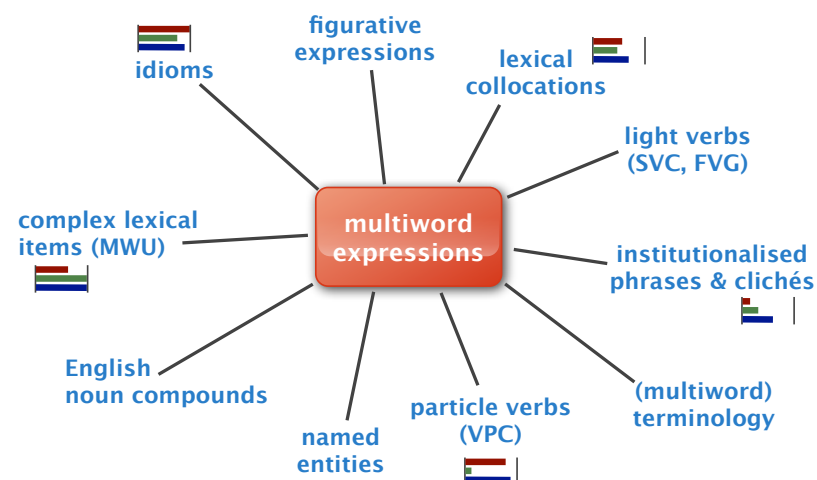 figurative
expressions
idioms
lexical
collocations
light verbs
(SVC, FVG)
complex lexical
items (MWU)
multiword
expressions
institutionalised
phrases & clichés
English
noun compounds
named
entities
particle verbs
(VPC)
(multiword)
terminology